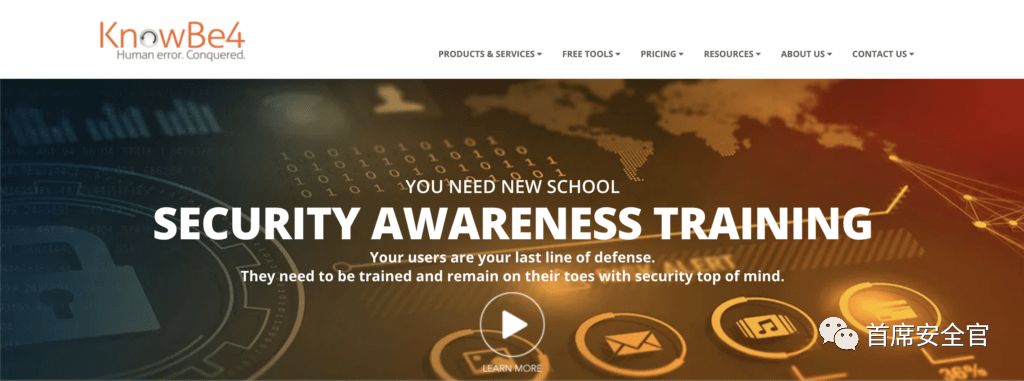 KnowBe4
Human error. Conquered.
PRODUCTS & SERVICES FREE TOOLS PRICING RESOURCES ABOUT US CONTACT US
YOU NEED NEW SCHOOL
SECURITY AWARENESS TRAINING
Your users are your last line of defense.
They need to be trained and remain on their toes with security top of mind.
ALERT
LEARN MORE
首席安全官
36%